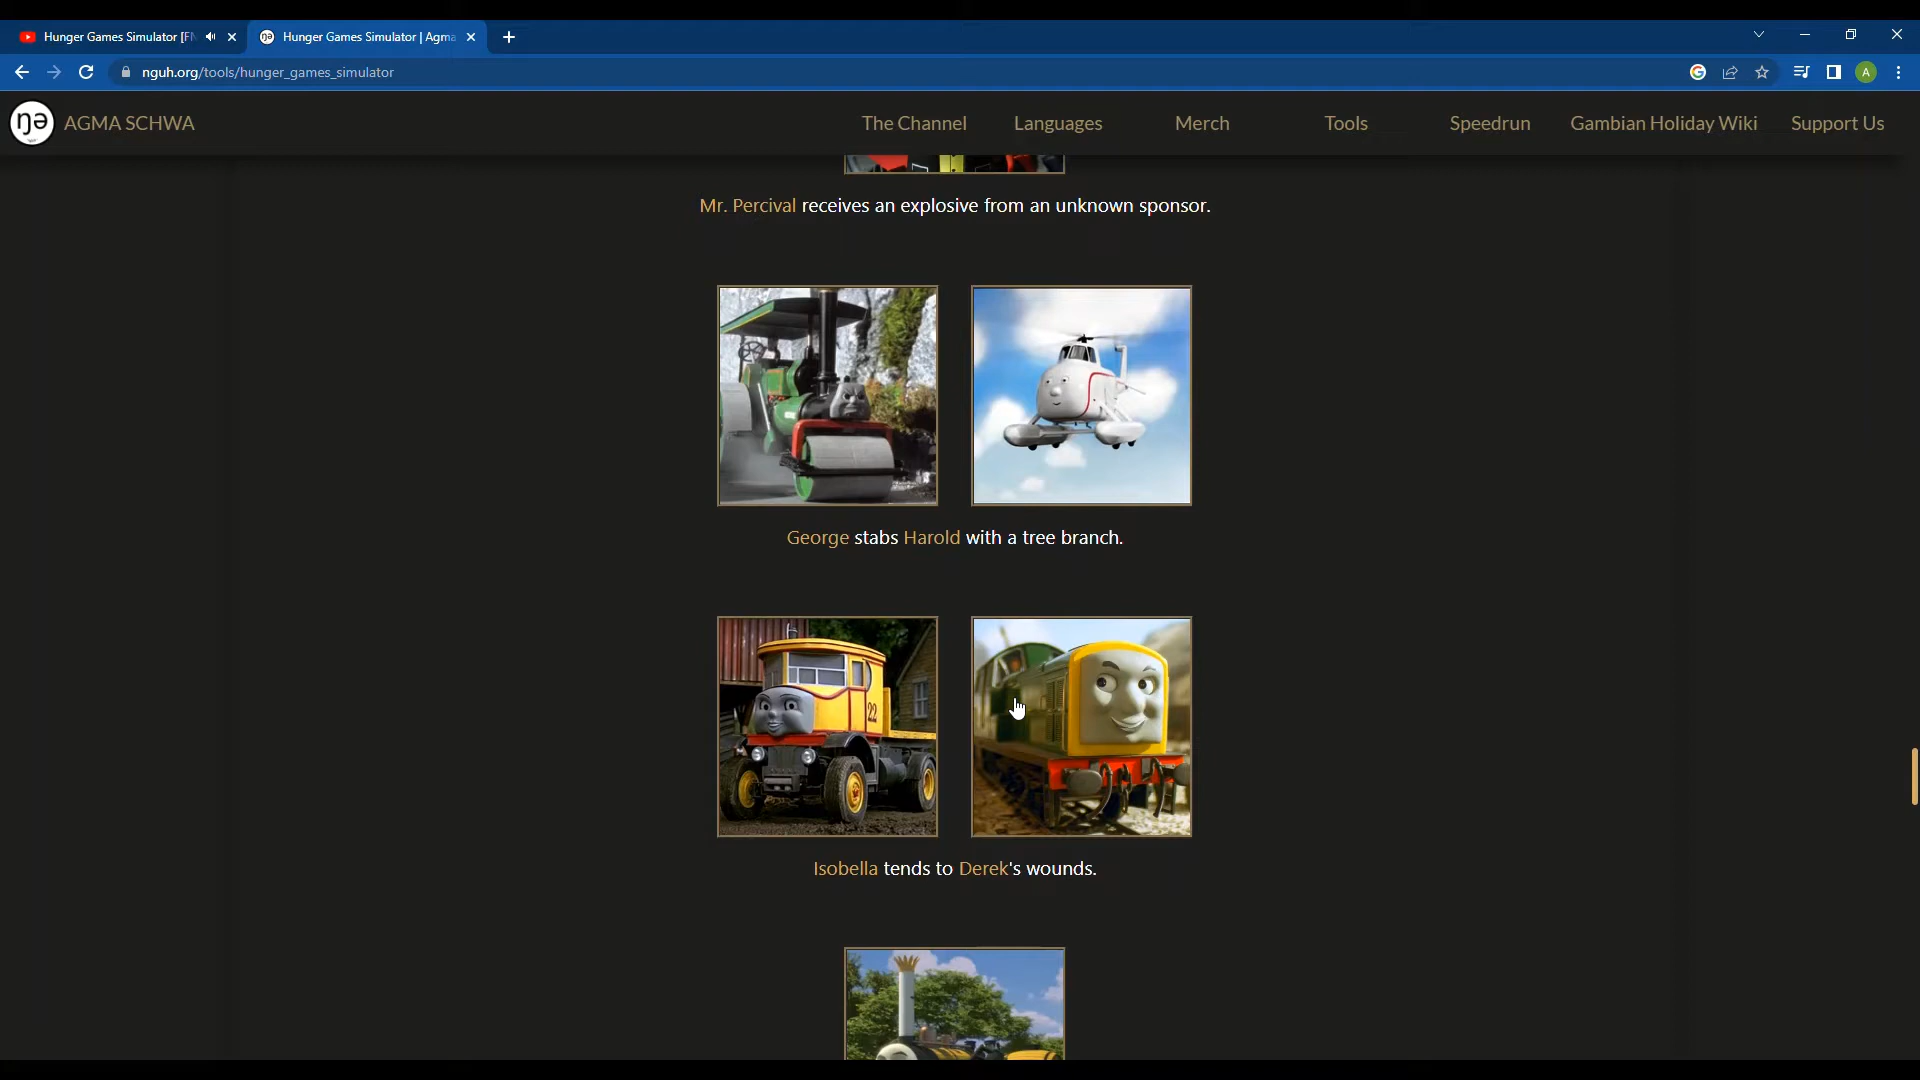 Hunger Games Simulator [F
Hunger Games Simulator | Agma
nguh.org/tools/hunger_games_simulator
A
ŋə
AGMA SCHWA
The Channel
Languages
Merch
Tools
Speedrun
Gambian Holiday Wiki
Support Us
Mr. Percival receives an explosive from an unknown sponsor.
George stabs Harold with a tree branch.
22
Isobella tends to Derek's wounds.